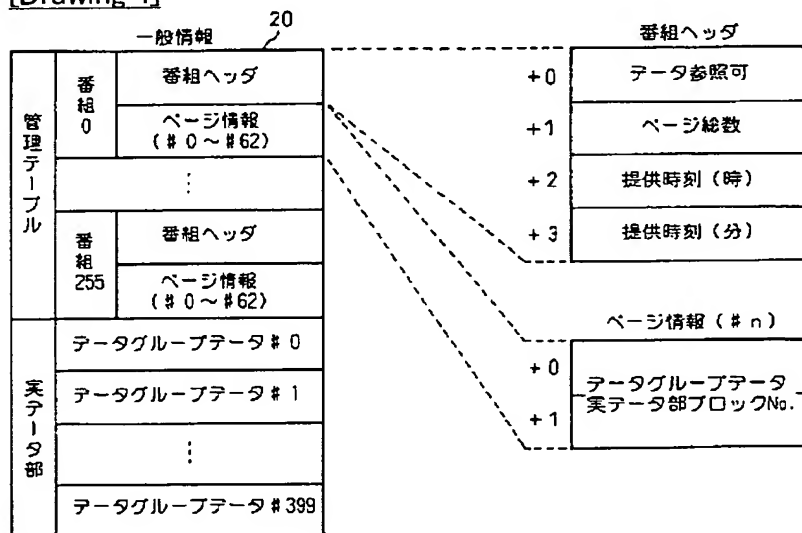 [Drawing 4]
一般情報
20
管理テーブル
番組0
番組ヘッダ
ページ情報
(#0～#62)
⋮
番組255
番組ヘッダ
ページ情報
(#0～#62)
実データ部
データグループデータ#0
データグループデータ#1
⋮
データグループデータ#399
番組ヘッダ
+0
データ参照可
+1
ページ総数
+2
提供時刻(時)
+3
提供時刻(分)
ページ情報(#n)
+0
データグループデータ
実データ部ブロックNo.
+1